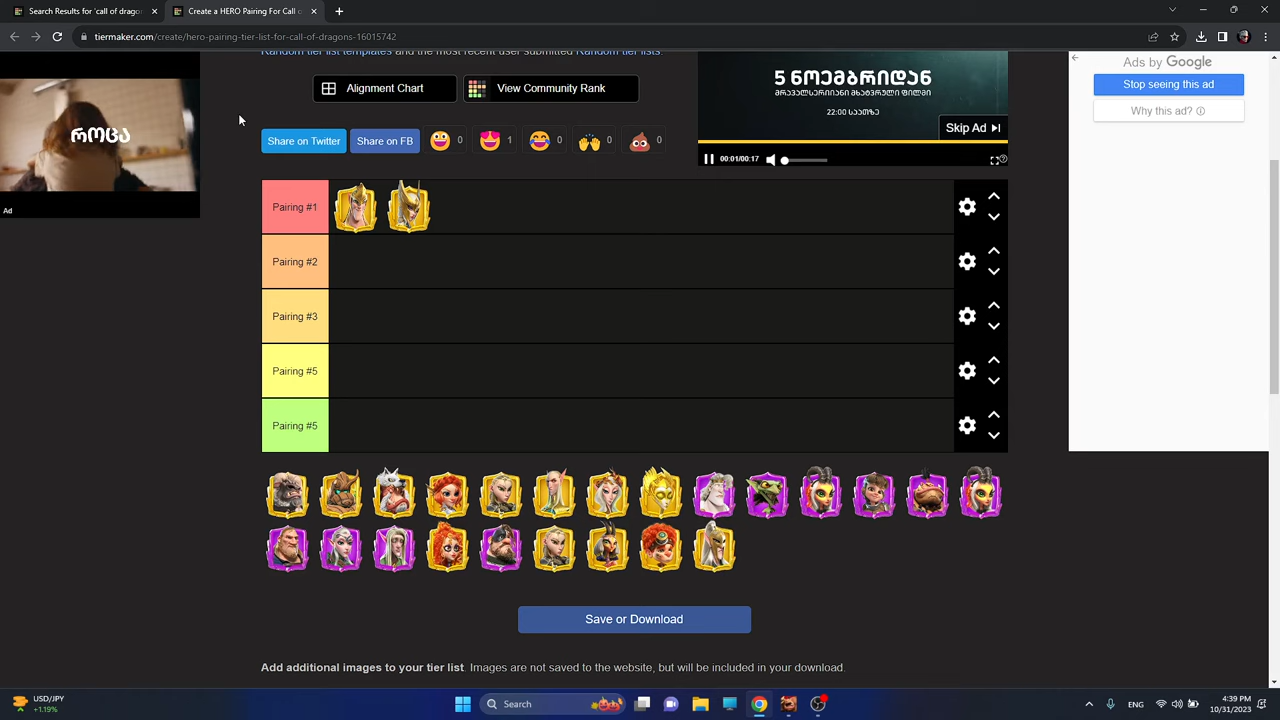 Search Results for 'call of dragon
Create a HERO Pairing For Call o
tiermaker.com/create/hero-pairing-tier-list-for-call-of-dragons-16015742
Random tier list templates and the most recent user submitted Random tier lists.
Alignment Chart
View Community Rank
Share on Twitter
Share on FB
0
1
0
0
0
როცა
Ad
5 ნოემბრიდან
მრავალსერიიანი მხატვრული ფილმი
22:00 საათზე
Skip Ad
00:01/00:17
Ads by Google
Stop seeing this ad
Why this ad?
Pairing #1
Pairing #2
Pairing #3
Pairing #5
Pairing #5
Save or Download
Add additional images to your tier list. Images are not saved to the website, but will be included in your download.
USD/JPY
+1.19%
Search
ENG
4:39 PM
10/31/2023